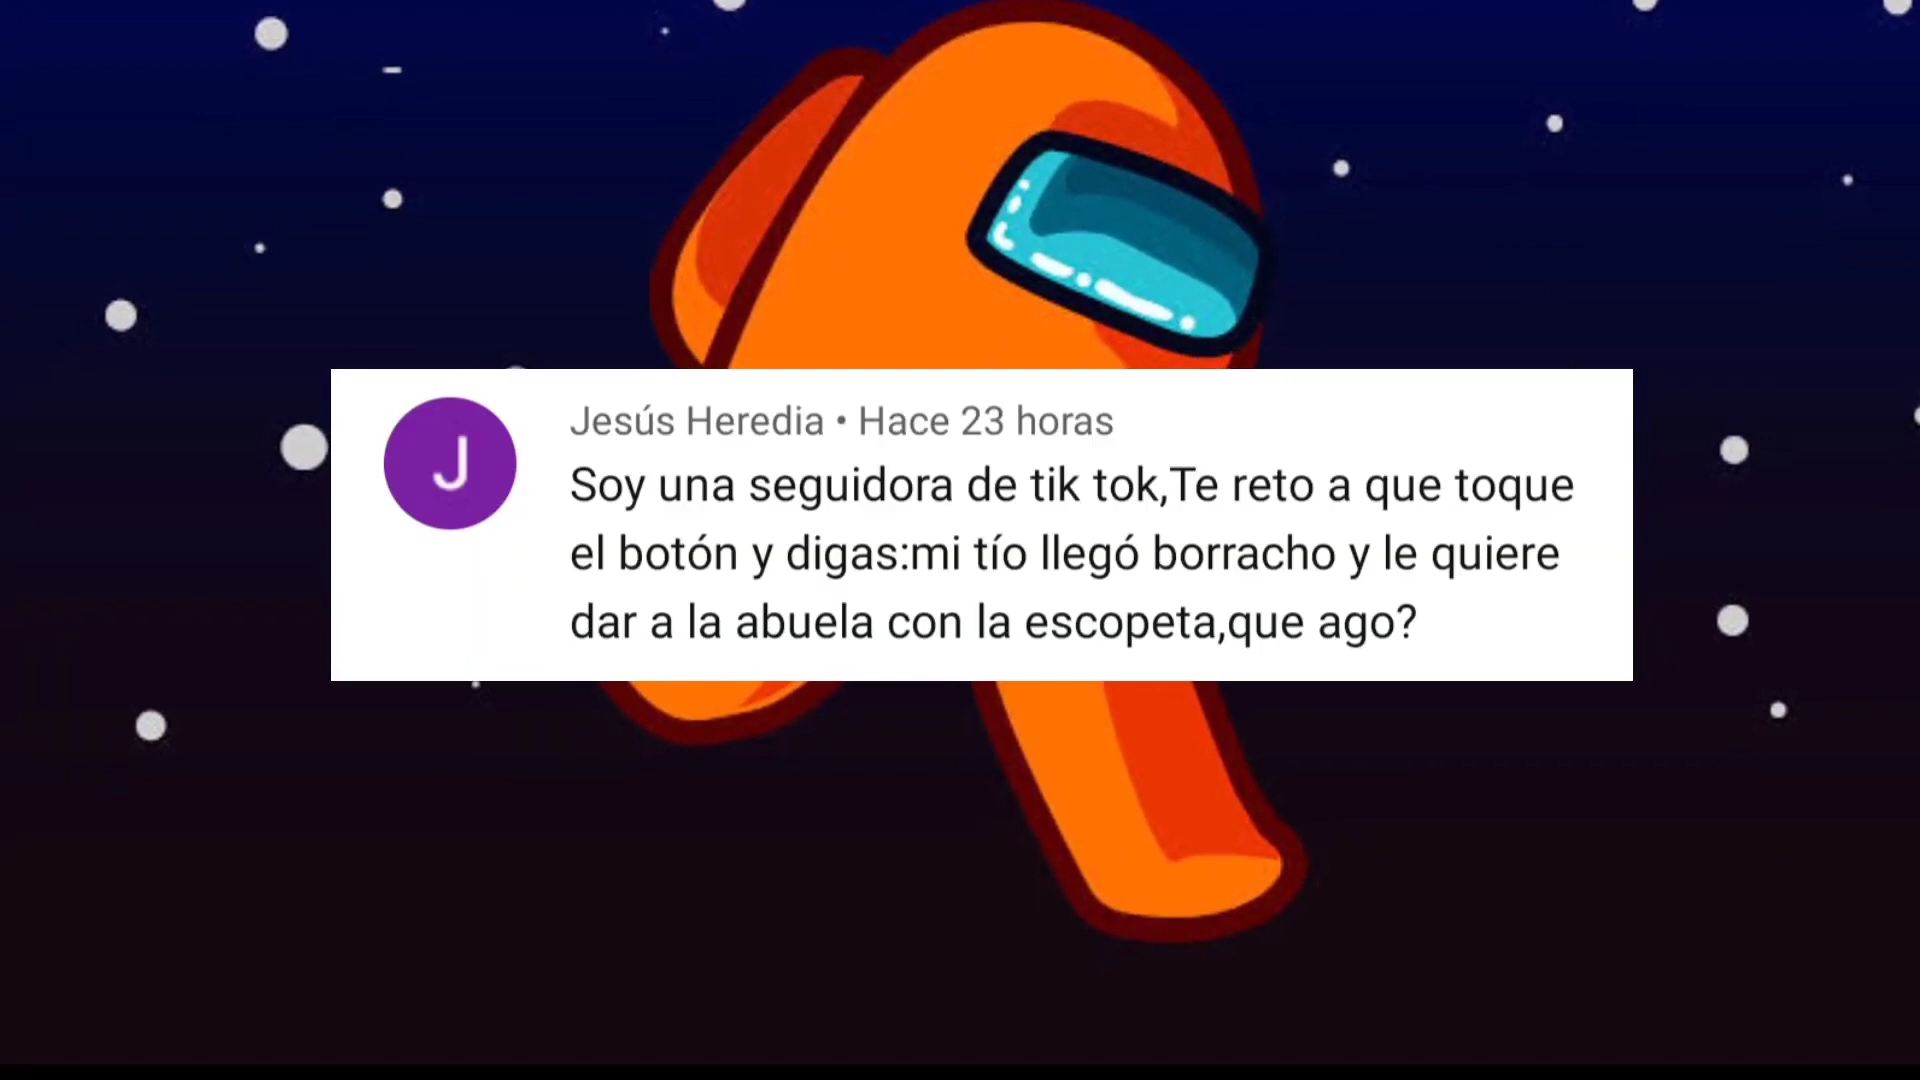 J
Jesús Heredia • Hace 23 horas
Soy una seguidora de tik tok,Te reto a que toque
el botón y digas:mi tío llegó borracho y le quiere
dar a la abuela con la escopeta,que ago?